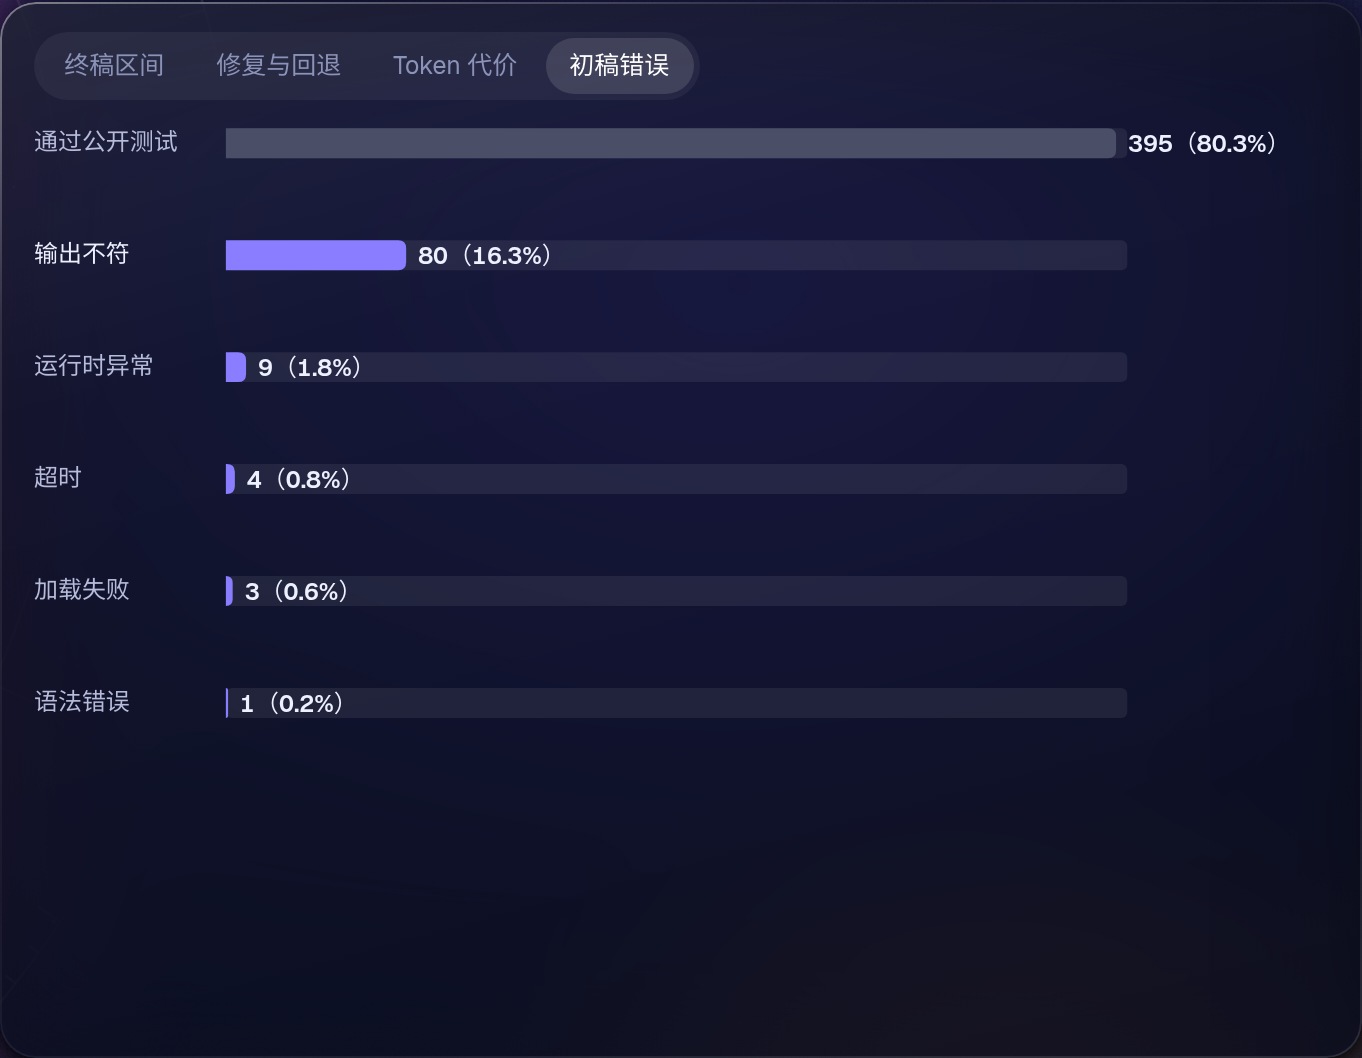 终稿区间 修复与回退 Token 代价 初稿错误
通过公开测试 395（80.3%）
输出不符 80（16.3%）
运行时异常 9（1.8%）
超时 4（0.8%）
加载失败 3（0.6%）
语法错误 1（0.2%）